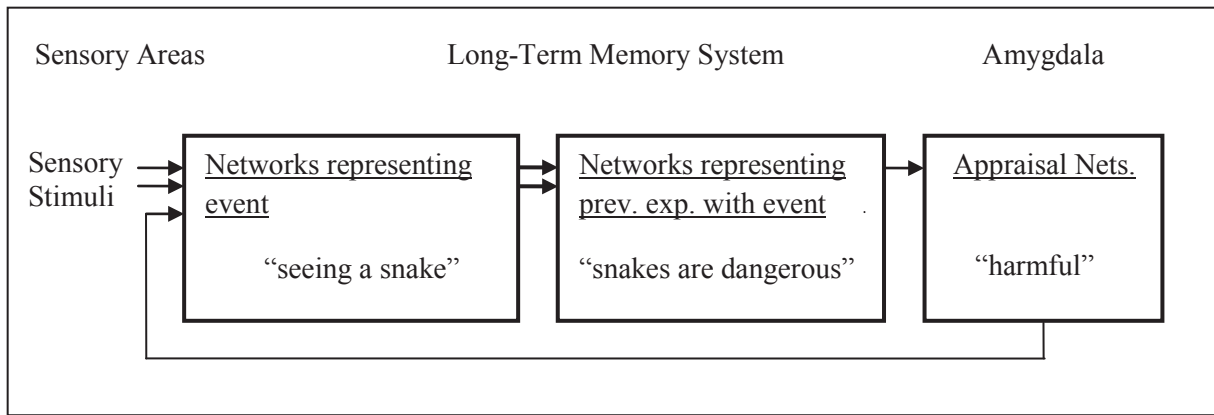 Sensory Areas Long-Term Memory System Amygdala
Sensory
Stimuli
Networks representing
event
"seeing a snake"
Networks representing
prev. exp. with event .
"snakes are dangerous"
Appraisal Nets.
"harmful"